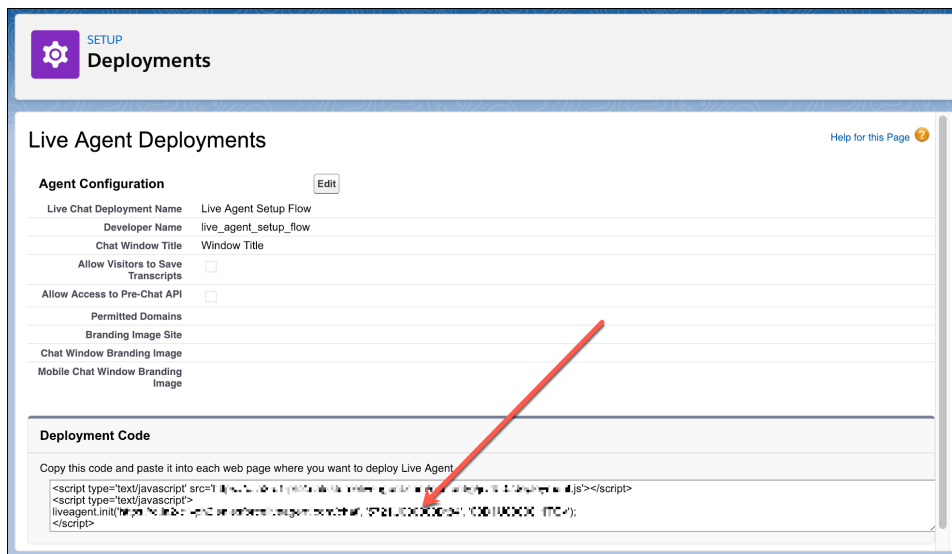 SETUP
Deployments
Live Agent Deployments
Help for this Page ?
Agent Configuration
Edit
Live Chat Deployment Name Live Agent Setup Flow
Developer Name live_agent_setup_flow
Chat Window Title Window Title
Allow Visitors to Save
Transcripts
Allow Access to Pre-Chat API
Permitted Domains
Branding Image Site
Chat Window Branding Image
Mobile Chat Window Branding
Image
Deployment Code
Copy this code and paste it into each web page where you want to deploy Live Agent
<script type='text/javascript' src=' .js'></script>
<script type='text/javascript'>
liveagent.init(
</script>